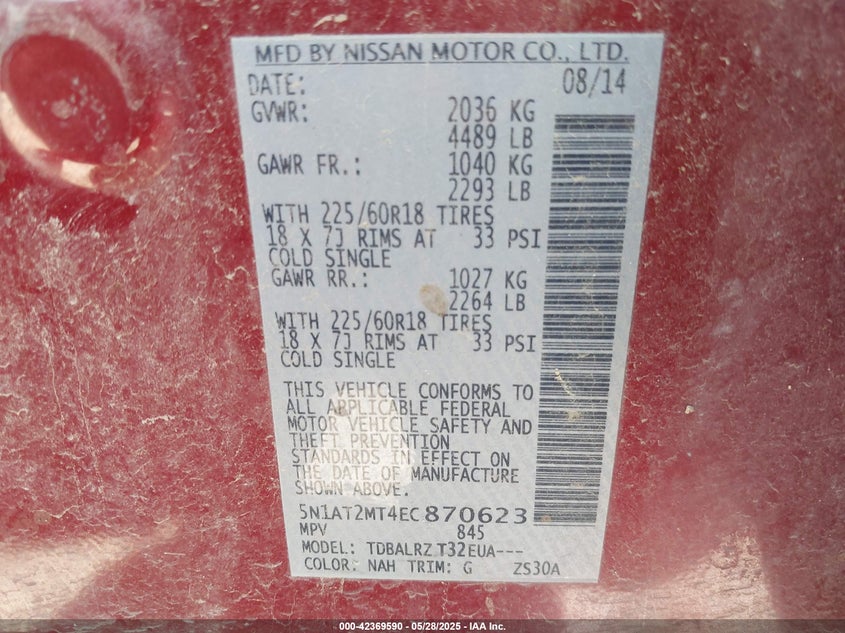 MFD BY NISSAN MOTOR CO., LTD.
DATE: 08/14
GVWR: 2036 KG
4489 LB
GAWR FR.: 1040 KG
2293 LB
WITH 225/60R18 TIRES
18 X 7J RIMS AT 33 PSI
COLD SINGLE
GAWR RR.: 1027 KG
2264 LB
WITH 225/60R18 TIRES
18 X 7J RIMS AT 33 PSI
COLD SINGLE
THIS VEHICLE CONFORMS TO
ALL APPLICABLE FEDERAL
MOTOR VEHICLE SAFETY AND
THEFT PREVENTION
STANDARDS IN EFFECT ON
THE DATE OF MANUFACTURE
SHOWN ABOVE.
5N1AT2MT4EC870623
MPV 845
MODEL: TDBALRZ T32EUA---
COLOR: NAH TRIM: G ZS30A
000-42369590 - 05/28/2025 - IAA Inc.